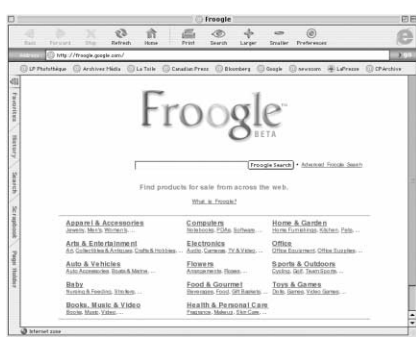 Froogle
Back Forward Stop Refresh Home Print Search Larger Smaller Preferences
http://froogle.google.com/
LP Photothèque Archives Média La Toile Canadian Press Bloomberg Google newscom LaPresse CPArchive
Favorites
History
Search
Scrapbook
Page Holder
Froogle
BETA
Froogle Search • Advanced Froogle Search
Find products for sale from across the web.
What is Froogle?
Apparel & Accessories Computers Home & Garden
Jewelry, Men's, Women's, ... Notebooks, PDAs, Software, ... Home Furnishings, Kitchen, Pets, ...
Arts & Entertainment Electronics Office
Art, Collectibles & Antiques, Crafts & Hobbies, ... Audio, Cameras, TV & Video, ... Office Equipment, Office Supplies, ...
Auto & Vehicles Flowers Sports & Outdoors
Auto Accessories, Boats & Marine, ... Arrangements, Roses, ... Cycling, Golf, Team Sports, ...
Baby Food & Gourmet Toys & Games
Nursing & Feeding, Strollers, ... Beverages, Food, Gift Baskets, ... Dolls, Games, Video Games, ...
Books, Music & Video Health & Personal Care
Books, Music, Video, ... Fragrance, Makeup, Skin Care, ...
Internet zone